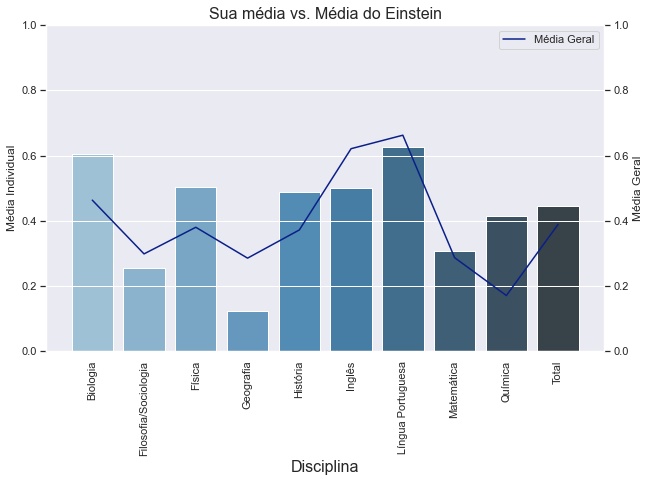 Sua média vs. Média do Einstein
Média Geral
1.0
0.8
0.6
0.4
0.2
0.0
Média Individual
1.0
0.8
0.6
0.4
0.2
0.0
Média Geral
Biologia
Filosofia/Sociologia
Física
Geografia
História
Inglês
Língua Portuguesa
Matemática
Química
Total
Disciplina